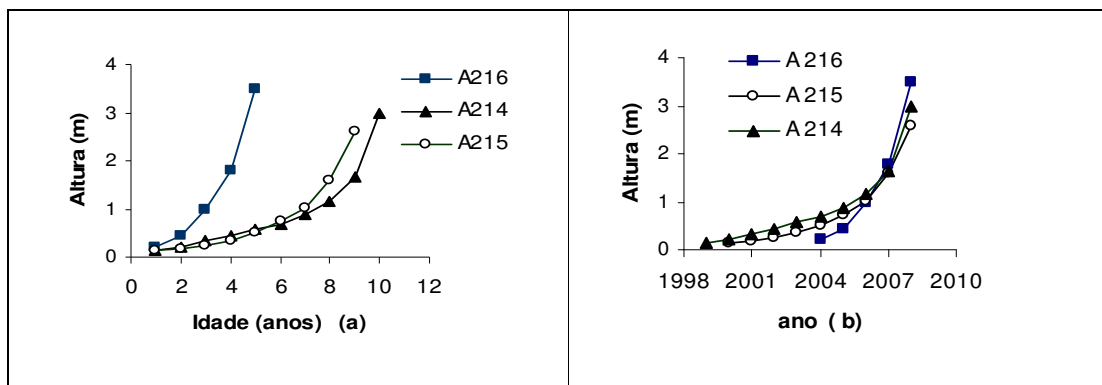 4
3
2
1
0
Altura (m)
A216
A214
A215
0 2 4 6 8 10 12
Idade (anos) (a)
4
3
2
1
0
Altura (m)
A 216
A 215
A 214
1998 2001 2004 2007 2010
ano ( b)